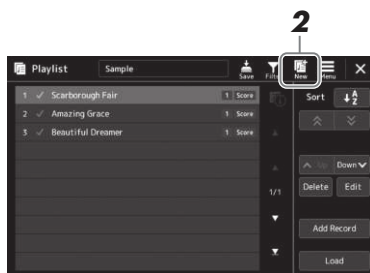 2
Playlist Sample Save Filter New Menu
1 Scarborough Fair 1 Score
2 Amazing Grace 1 Score
3 Beautiful Dreamer 1 Score
Sort A Z
Up Down
1/1
Delete Edit
Add Record
Load